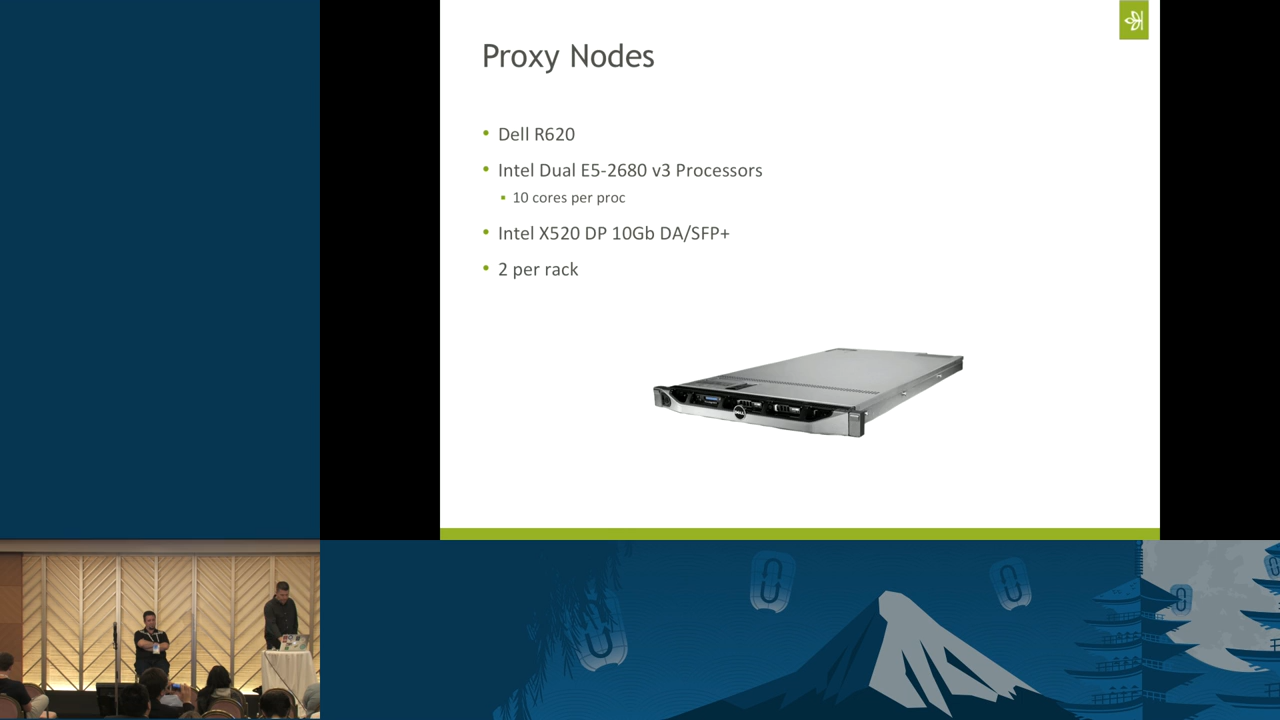 Proxy Nodes
Dell R620
Intel Dual E5-2680 v3 Processors
10 cores per proc
Intel X520 DP 10Gb DA/SFP+
2 per rack